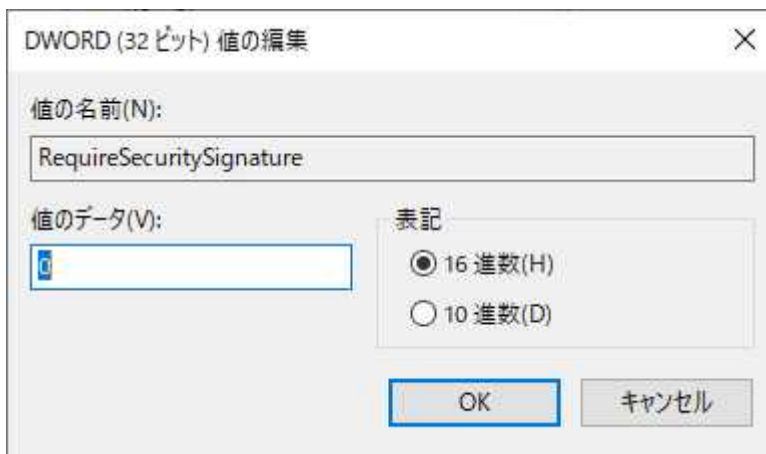 DWORD (32 ビット) 値の編集
値の名前(N):
RequireSecuritySignature
値のデータ(V):
0
表記
16 進数(H)
10 進数(D)
OK
キャンセル